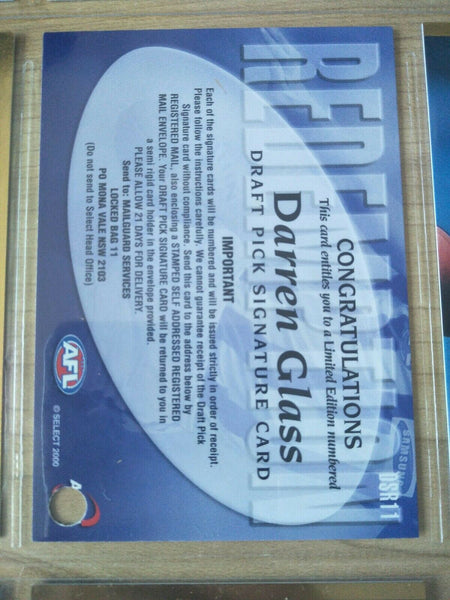 REDEMPTION
SAMSUNG
DSR11
CONGRATULATIONS
This card entitles you to a Limited Edition numbered
Darren Glass
DRAFT PICK SIGNATURE CARD
IMPORTANT
Each of the signature cards will be numbered and will be issued strictly in order of receipt.
Please follow the instructions carefully. We cannot guarantee receipt of the Draft Pick
Signature card without compliance. Send this card to the address below by
REGISTERED MAIL, also enclosing a STAMPED SELF ADDRESSED REGISTERED
MAIL ENVELOPE. Your DRAFT PICK SIGNATURE CARD will be returned to you in
a semi rigid card holder in the envelope provided.
PLEASE ALLOW 21 DAYS FOR DELIVERY.
Send to: MAILGUARD SERVICES
LOCKED BAG 11
PO MONA VALE NSW 2103
(Do not send to Select Head Office)
AFL
© SELECT 2000